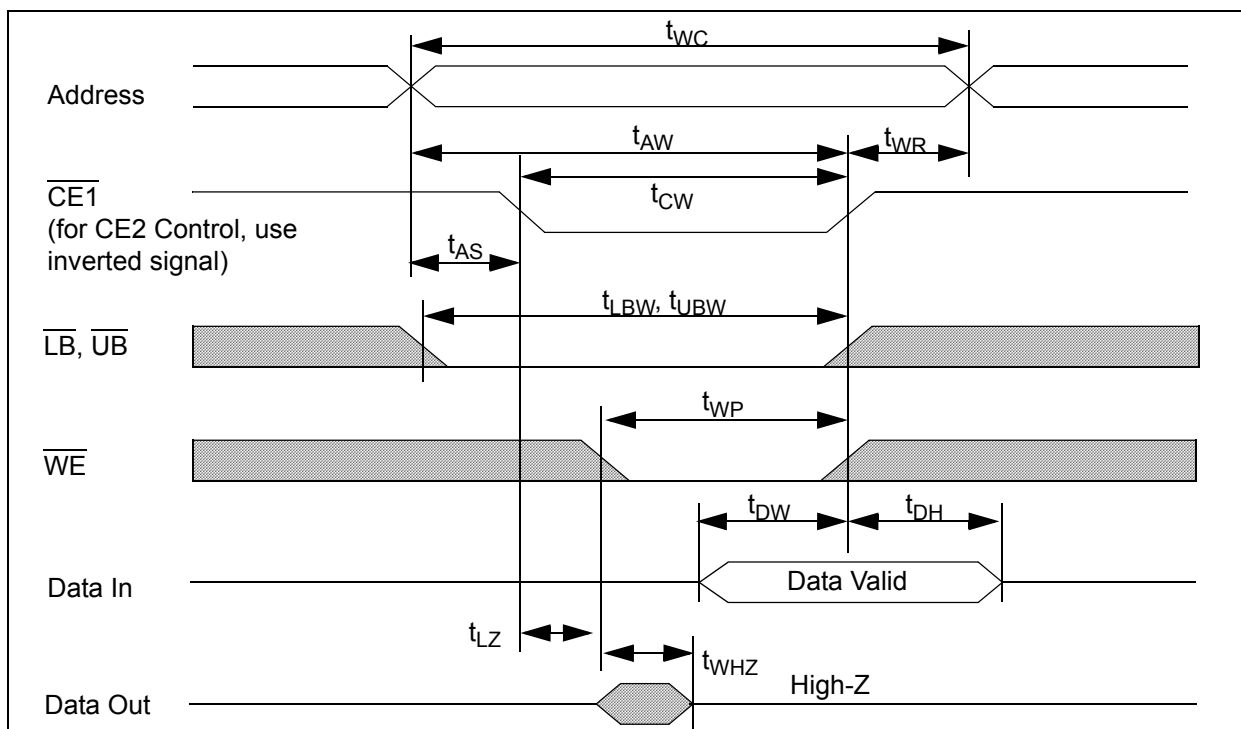 tWC
Address
tAW
tWR
CE1
tCW
(for CE2 Control, use
inverted signal)
tAS
tLBW, tUBW
LB, UB
tWP
WE
tDW
tDH
Data Valid
Data In
tLZ
tWHZ
High-Z
Data Out